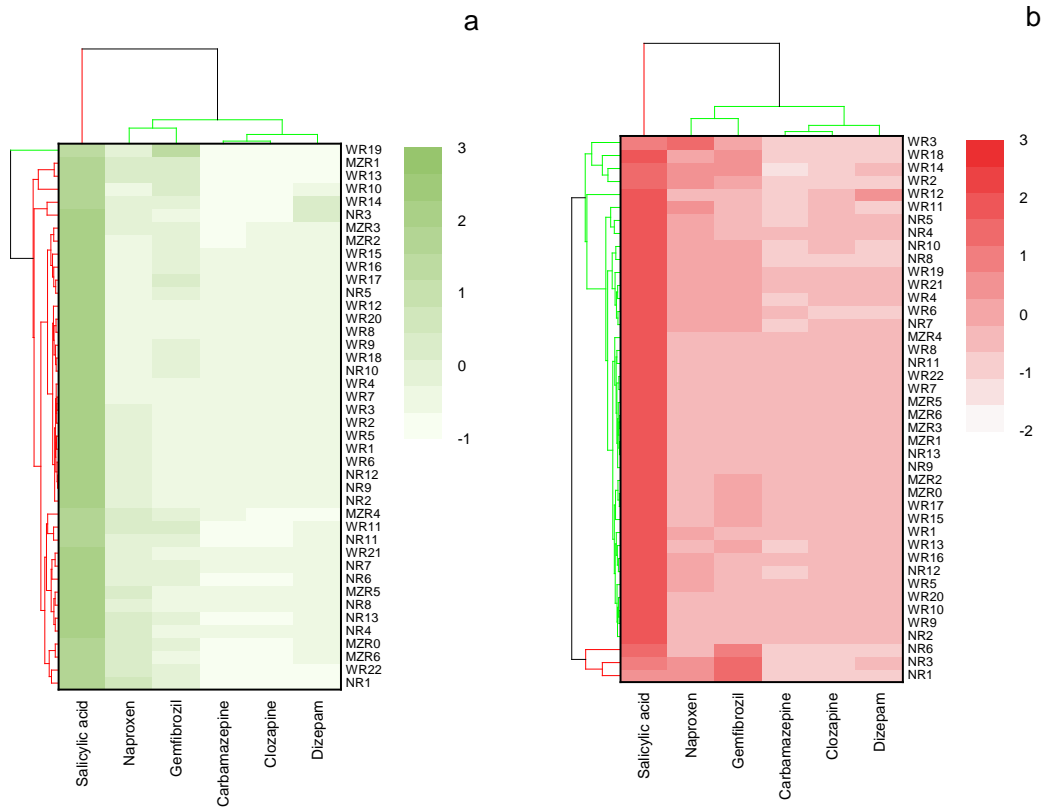 a
WR19
MZR1
WR13
WR10
WR14
NR3
MZR3
MZR2
WR15
WR16
WR17
NR5
WR12
WR20
WR8
WR9
WR18
NR10
WR4
WR7
WR3
WR2
WR5
WR1
WR6
NR12
NR9
NR2
MZR4
WR11
NR11
WR21
NR7
NR6
MZR5
NR8
NR13
NR4
MZR0
MZR6
WR22
NR1
3
2
1
0
-1
Salicylic acid
Naproxen
Gemfibrozil
Carbamazepine
Clozapine
Dizepam
b
WR3
WR18
WR14
WR2
WR12
WR11
NR5
NR4
NR10
NR8
WR19
WR21
WR4
WR6
NR7
MZR4
WR8
NR11
WR22
WR7
MZR5
MZR6
MZR3
MZR1
NR13
NR9
MZR2
MZR0
WR17
WR15
WR1
WR13
WR16
NR12
WR5
WR20
WR10
WR9
NR2
NR6
NR3
NR1
3
2
1
0
-1
-2
Salicylic acid
Naproxen
Gemfibrozil
Carbamazepine
Clozapine
Dizepam